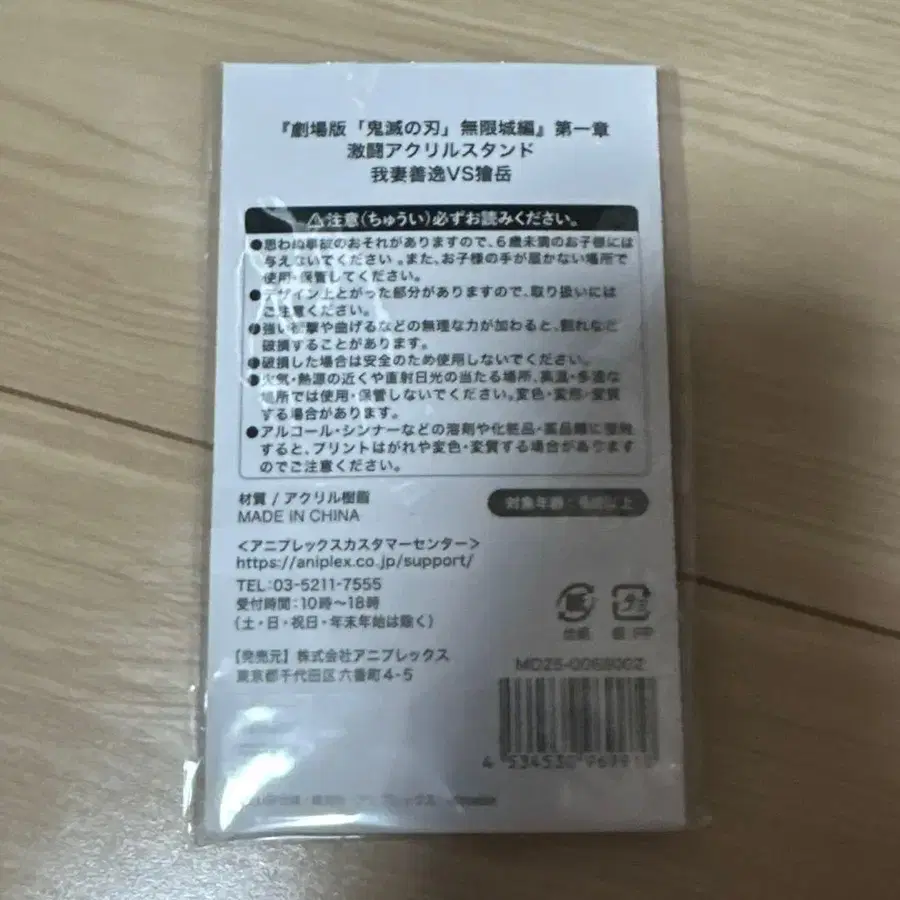 『劇場版「鬼滅の刃」無限城編』第一章
激闘アクリルスタンド
我妻善逸VS獪岳
⚠注意(ちゅうい)必ずお読みください。
●思わぬ事故のおそれがありますので、6歳未満のお子様には
与えないでください。また、お子様の手が届かない場所で
使用・保管してください。
●デザイン上とがった部分がありますので、取り扱いには
ご注意ください。
●強い衝撃や曲げるなどの無理な力が加わると、割れなど
破損することがあります。
●破損した場合は安全のため使用しないでください。
●火気・熱源の近くや直射日光の当たる場所、高温・多湿な
場所では使用・保管しないでください。変色・変形・変質
する場合があります。
●アルコール・シンナーなどの溶剤や化粧品・薬品類に接触
すると、プリントはがれや変色・変質する場合があります
のでご注意ください。
材質 / アクリル樹脂
MADE IN CHINA
対象年齢:6歳以上
<アニプレックスカスタマーセンター>
https://aniplex.co.jp/support/
TEL:03-5211-7555
受付時間:10時~18時
(土・日・祝日・年末年始は除く)
【発売元】株式会社アニプレックス
東京都千代田区六番町4-5
台紙
袋:PP
4 534530 969910